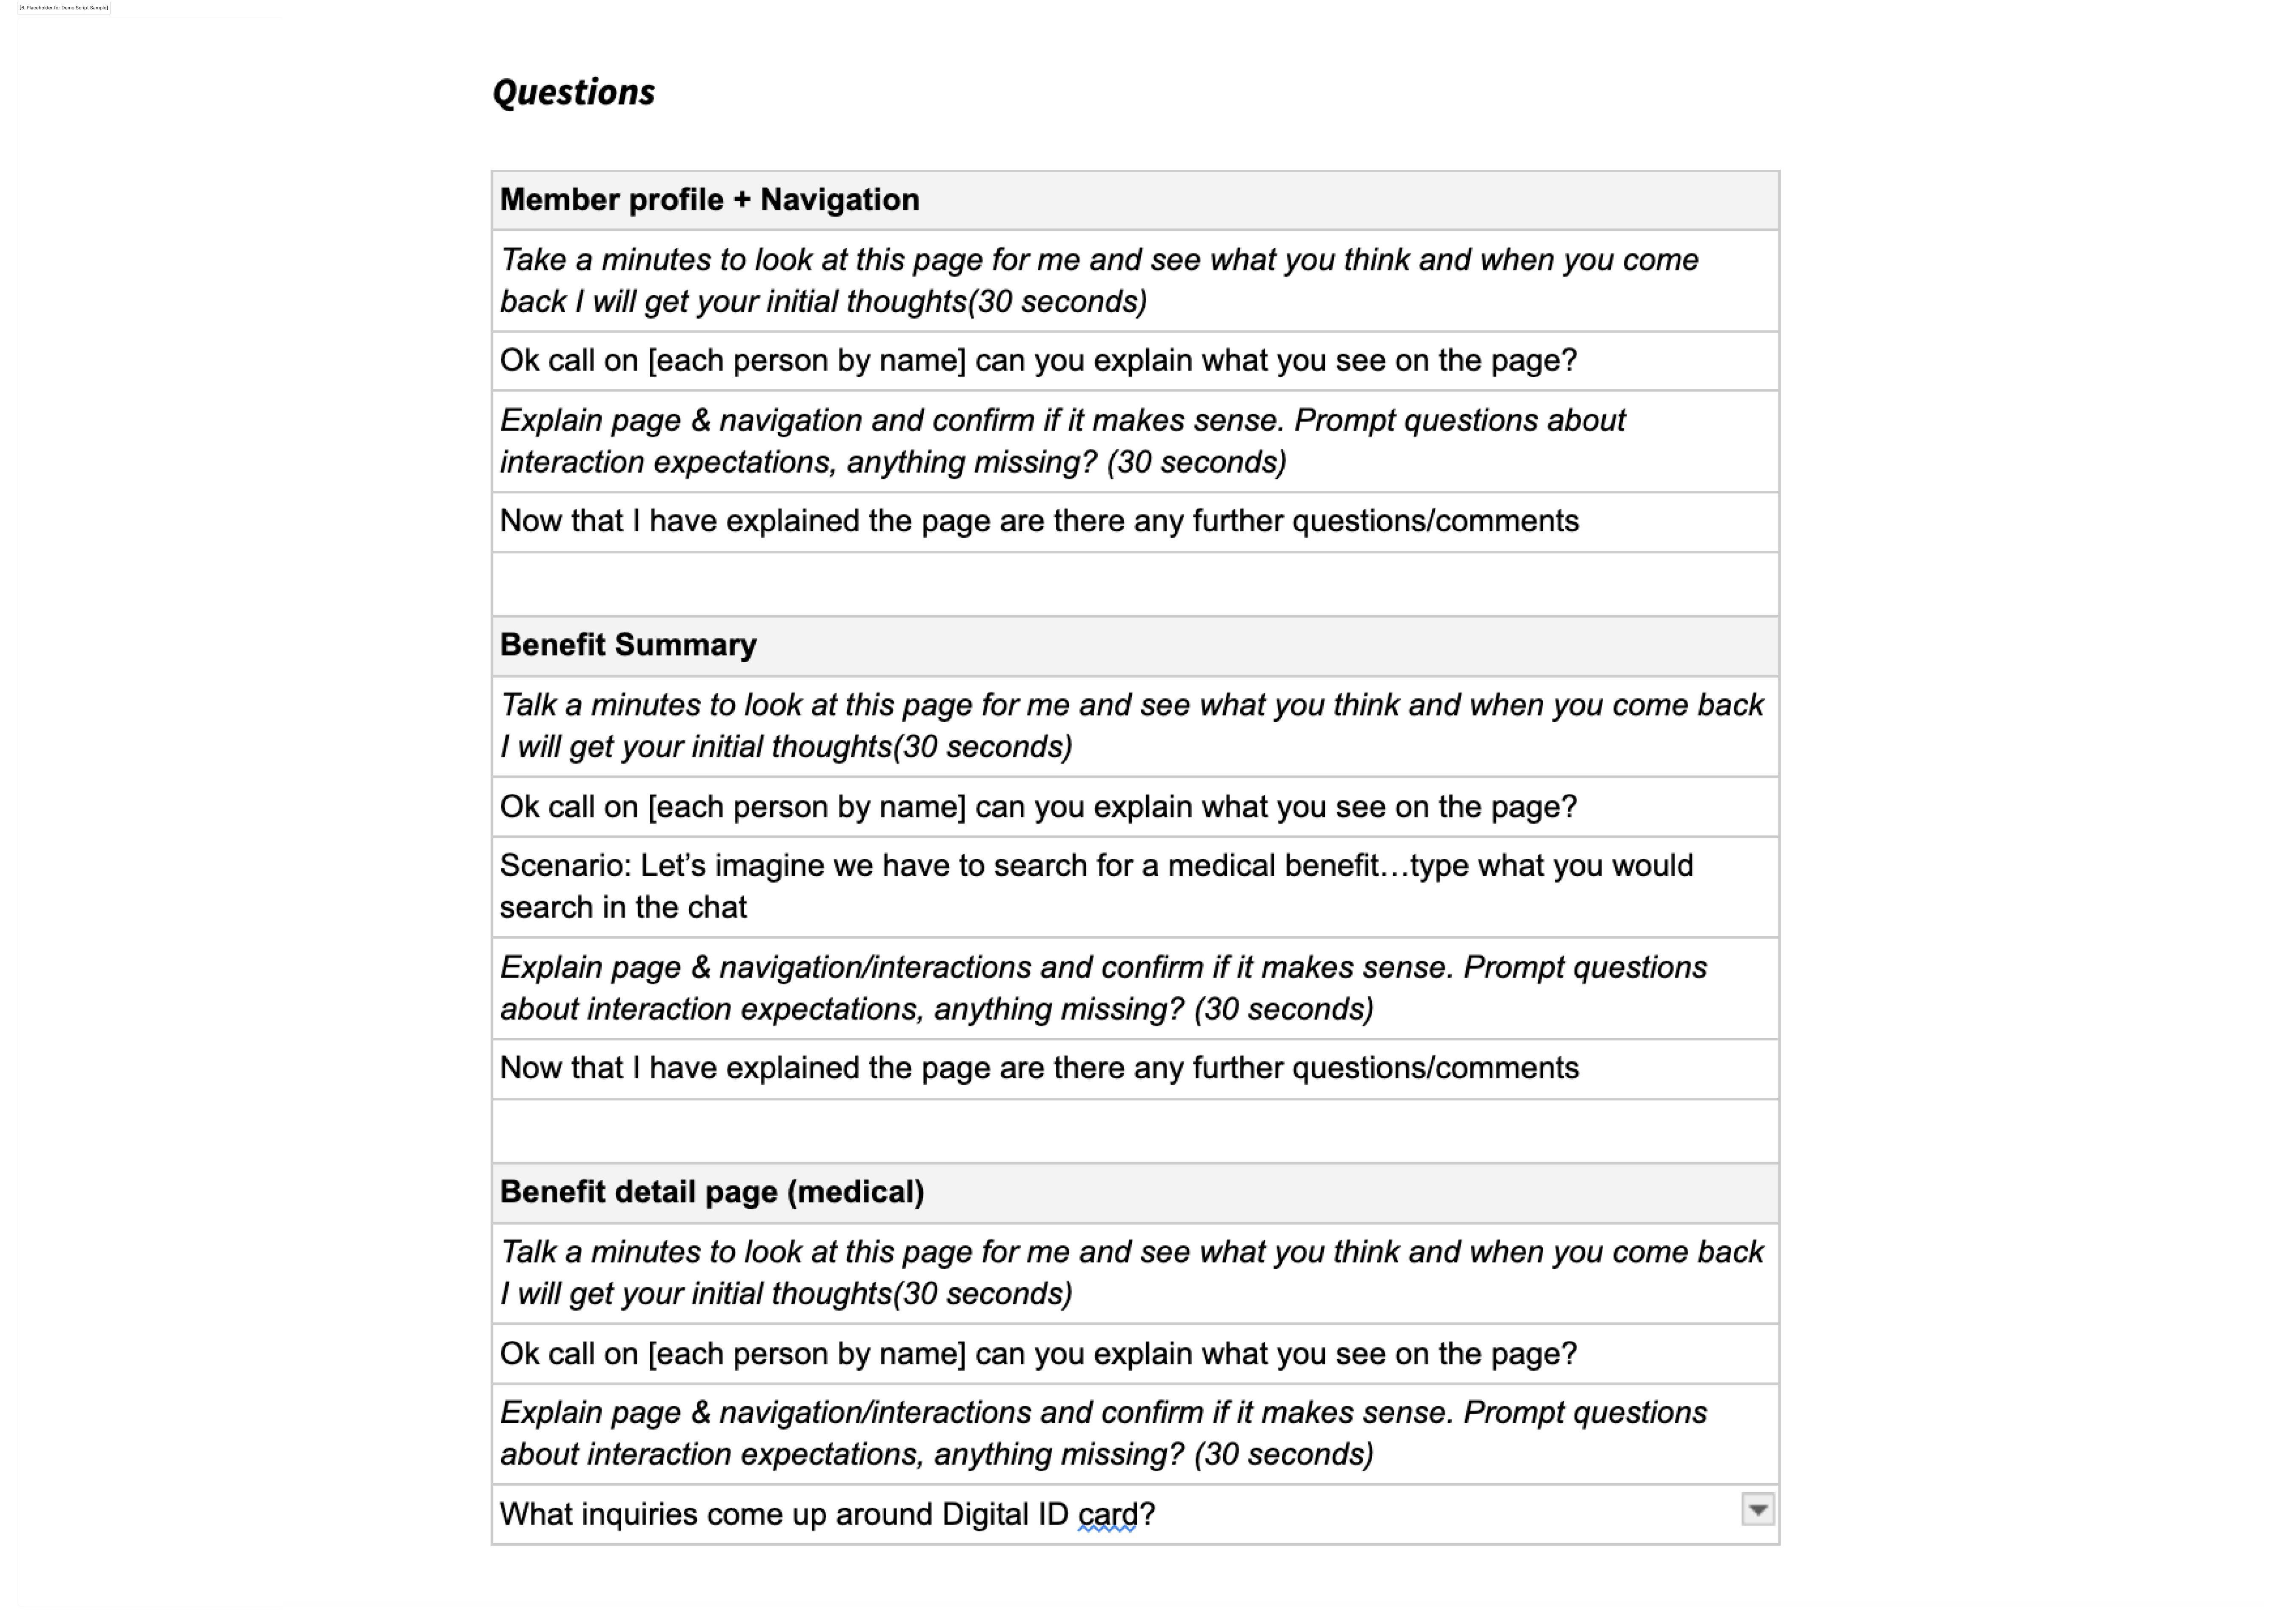 [6. Placeholder for Demo Script Sample]
Questions
Member profile + Navigation
Take a minutes to look at this page for me and see what you think and when you come
back I will get your initial thoughts(30 seconds)
Ok call on [each person by name] can you explain what you see on the page?
Explain page & navigation and confirm if it makes sense. Prompt questions about
interaction expectations, anything missing? (30 seconds)
Now that I have explained the page are there any further questions/comments
Benefit Summary
Talk a minutes to look at this page for me and see what you think and when you come back
I will get your initial thoughts(30 seconds)
Ok call on [each person by name] can you explain what you see on the page?
Scenario: Let’s imagine we have to search for a medical benefit…type what you would
search in the chat
Explain page & navigation/interactions and confirm if it makes sense. Prompt questions
about interaction expectations, anything missing? (30 seconds)
Now that I have explained the page are there any further questions/comments
Benefit detail page (medical)
Talk a minutes to look at this page for me and see what you think and when you come back
I will get your initial thoughts(30 seconds)
Ok call on [each person by name] can you explain what you see on the page?
Explain page & navigation/interactions and confirm if it makes sense. Prompt questions
about interaction expectations, anything missing? (30 seconds)
What inquiries come up around Digital ID card?